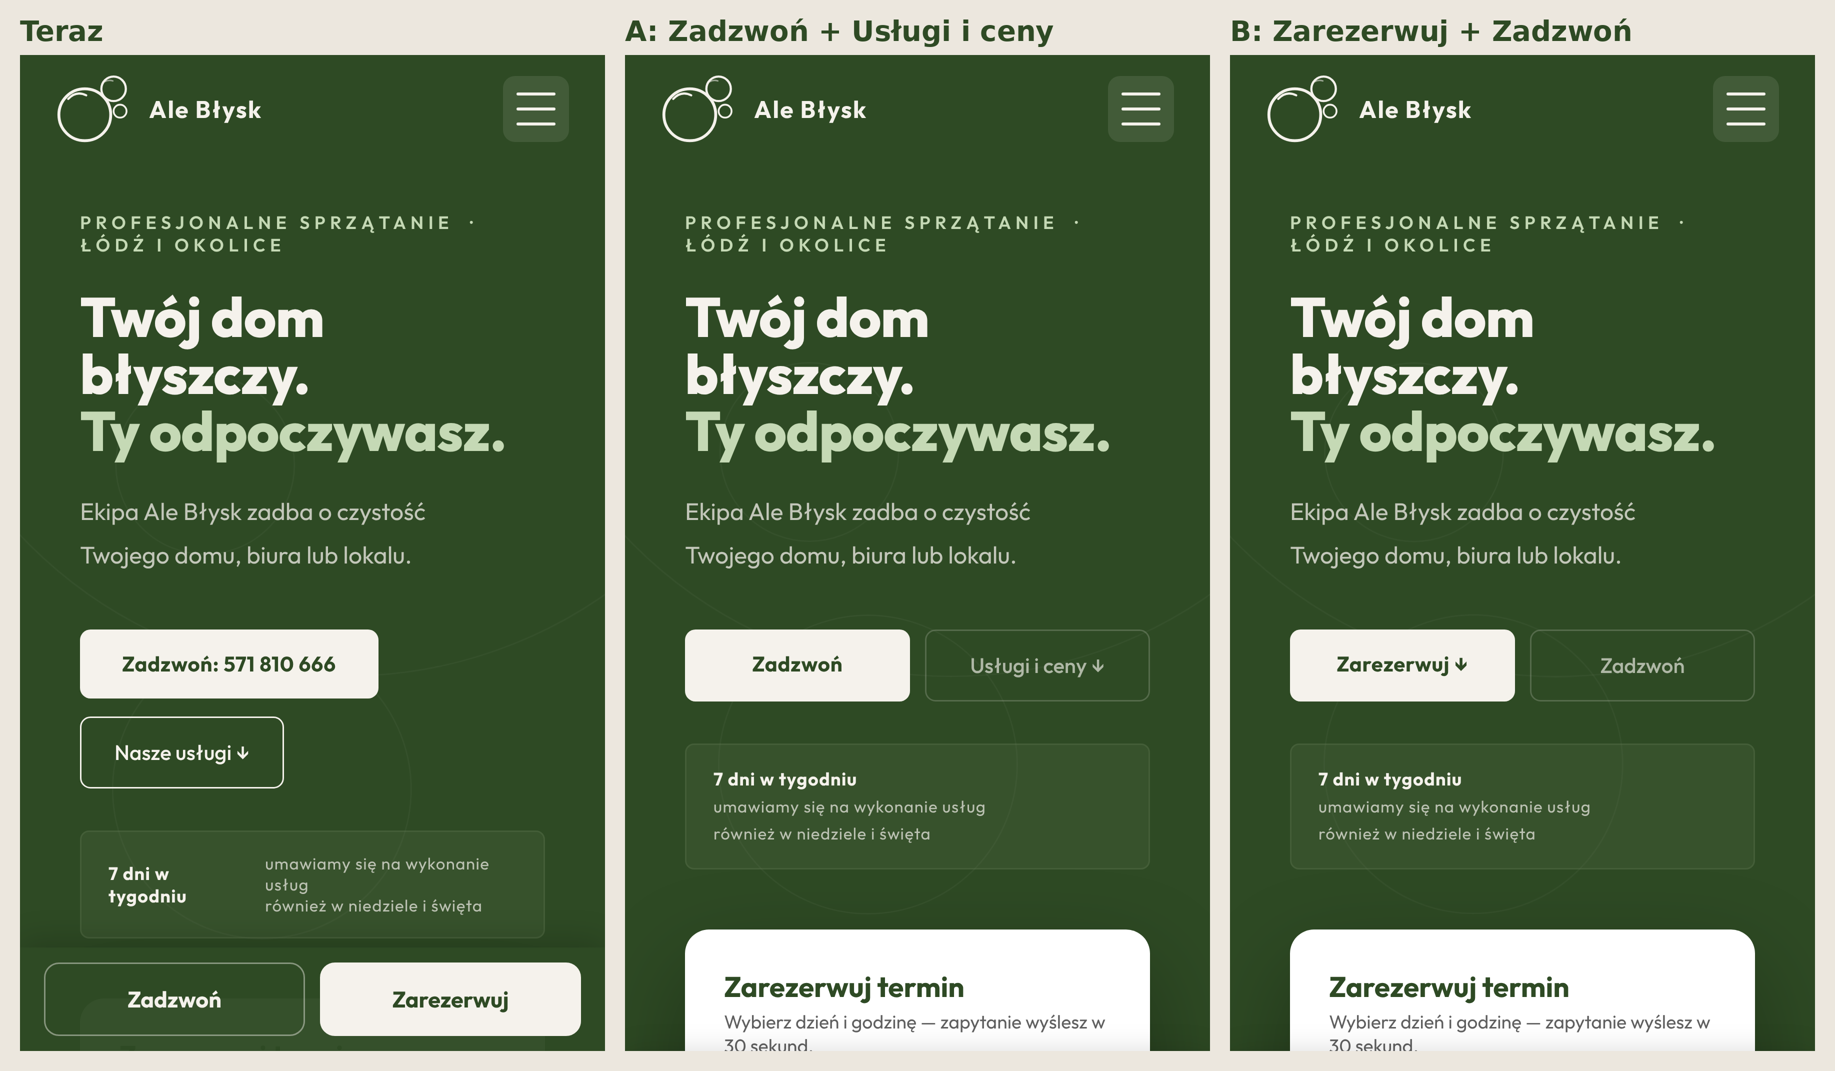 Teraz
Ale Błysk
PROFESJONALNE SPRZĄTANIE ·
ŁÓDŹ I OKOLICE
Twój dom
błyszczy.
Ty odpoczywasz.
Ekipa Ale Błysk zadba o czystość
Twojego domu, biura lub lokalu.
Zadzwoń: 571 810 666
Nasze usługi ↓
7 dni w
tygodniu
umawiamy się na wykonanie
usług
również w niedziele i święta
Zadzwoń
Zarezerwuj
A: Zadzwoń + Usługi i ceny
Ale Błysk
PROFESJONALNE SPRZĄTANIE ·
ŁÓDŹ I OKOLICE
Twój dom
błyszczy.
Ty odpoczywasz.
Ekipa Ale Błysk zadba o czystość
Twojego domu, biura lub lokalu.
Zadzwoń
Usługi i ceny ↓
7 dni w tygodniu
umawiamy się na wykonanie usług
również w niedziele i święta
Zarezerwuj termin
Wybierz dzień i godzinę — zapytanie wyślesz w
30 sekund.
B: Zarezerwuj + Zadzwoń
Ale Błysk
PROFESJONALNE SPRZĄTANIE ·
ŁÓDŹ I OKOLICE
Twój dom
błyszczy.
Ty odpoczywasz.
Ekipa Ale Błysk zadba o czystość
Twojego domu, biura lub lokalu.
Zarezerwuj ↓
Zadzwoń
7 dni w tygodniu
umawiamy się na wykonanie usług
również w niedziele i święta
Zarezerwuj termin
Wybierz dzień i godzinę — zapytanie wyślesz w
30 sekund.